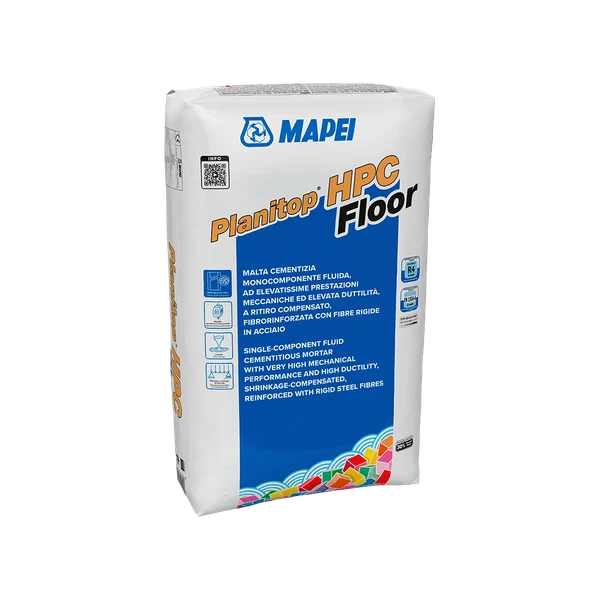 MAPEI
INFO
Planitop® HPC
Floor
MALTA CEMENTIZIA
MONOCOMPONENTE FLUIDA,
AD ELEVATISSIME PRESTAZIONI
MECCANICHE ED ELEVATA DUTTILITÀ,
A RITIRO COMPENSATO,
FIBRORINFORZATA CON FIBRE RIGIDE
IN ACCIAIO
SINGLE-COMPONENT FLUID
CEMENTITIOUS MORTAR
WITH VERY HIGH MECHANICAL
PERFORMANCE AND HIGH DUCTILITY,
SHRINKAGE-COMPENSATED,
REINFORCED WITH RIGID STEEL FIBRES
R4
Planitop® HPC